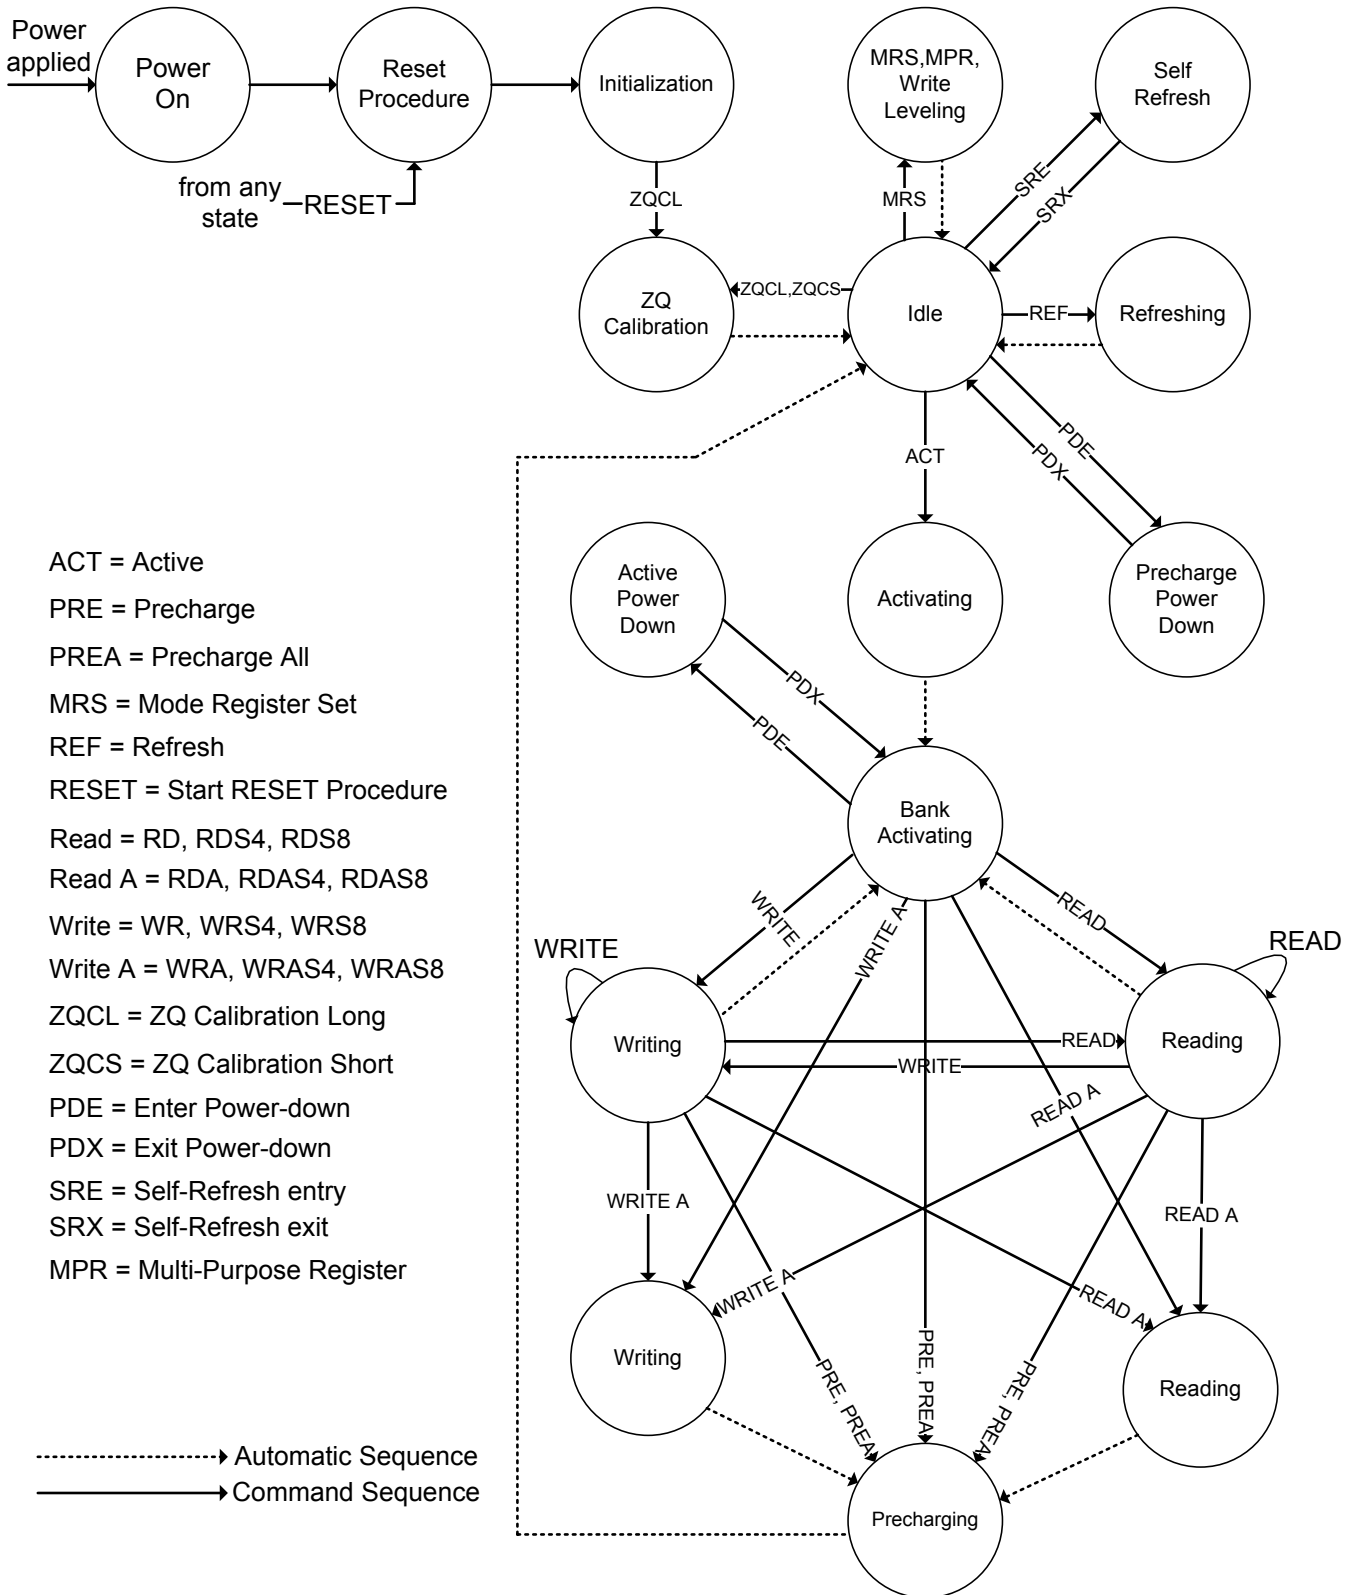 Power
applied
Power
On
Reset
Procedure
Initialization
MRS,MPR,
Write
Leveling
Self
Refresh
from any
state
RESET
ZQCL
MRS
SRE
SRX
ZQ
Calibration
ZQCL,ZQCS
Idle
REF
Refreshing
ACT
PDE
PDX
Active
Power
Down
Activating
Precharge
Power
Down
PDX
PDE
Bank
Activating
WRITE
WRITE A
READ
WRITE
READ
Writing
READ
WRITE
Reading
READ A
WRITE A
READ A
WRITE A
READ A
Writing
PRE, PREA
PRE, PREA
PRE, PREA
Reading
Precharging
ACT = Active
PRE = Precharge
PREA = Precharge All
MRS = Mode Register Set
REF = Refresh
RESET = Start RESET Procedure
Read = RD, RDS4, RDS8
Read A = RDA, RDAS4, RDAS8
Write = WR, WRS4, WRS8
Write A = WRA, WRAS4, WRAS8
ZQCL = ZQ Calibration Long
ZQCS = ZQ Calibration Short
PDE = Enter Power-down
PDX = Exit Power-down
SRE = Self-Refresh entry
SRX = Self-Refresh exit
MPR = Multi-Purpose Register
Automatic Sequence
Command Sequence